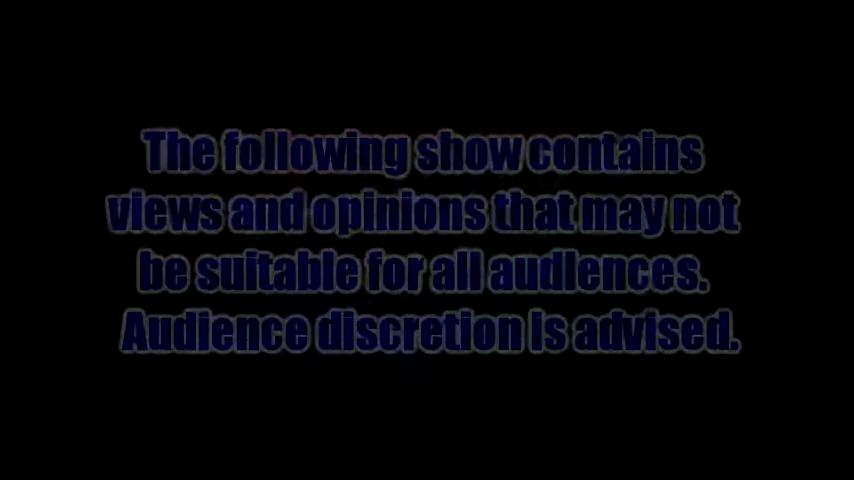 The following show contains
views and opinions that may not
be suitable for all audiences.
Audience discretion is advised.